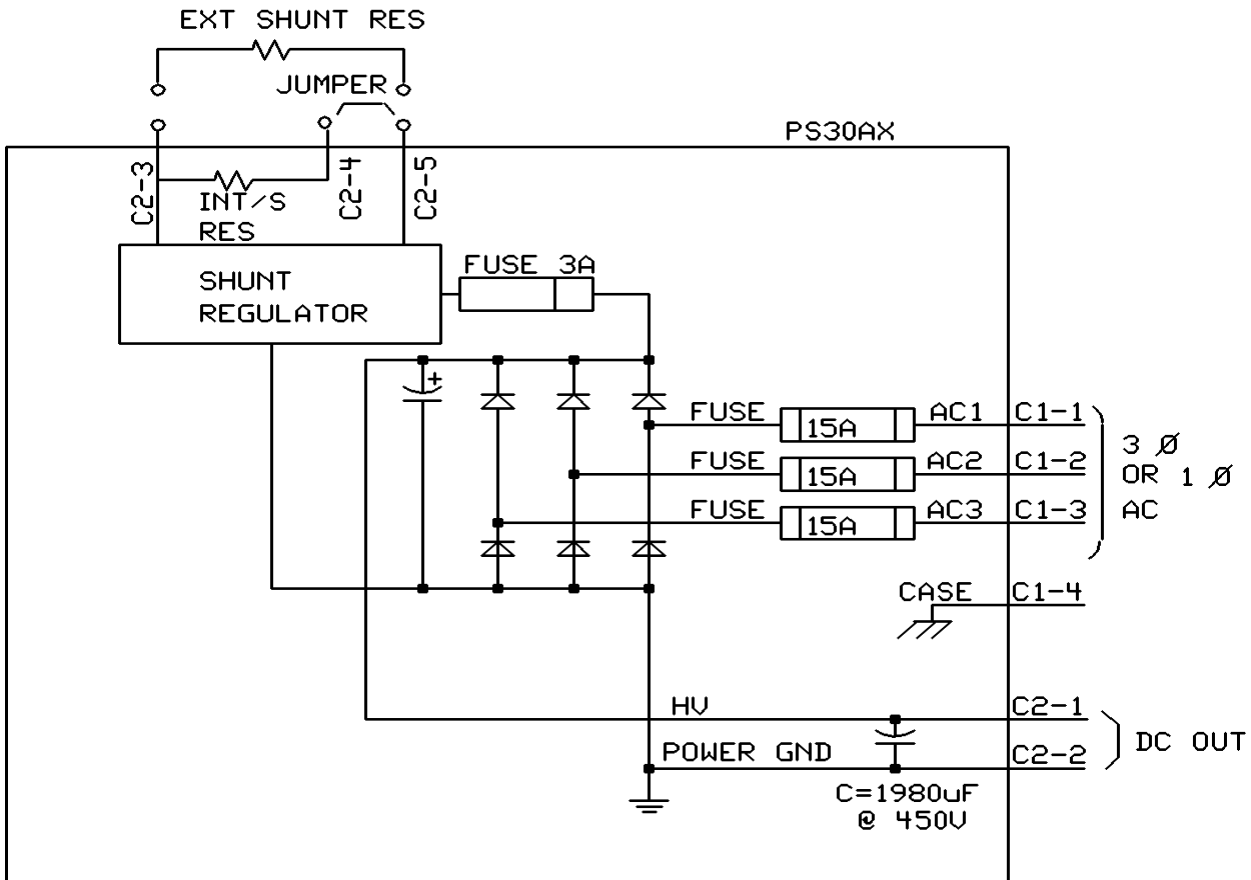 EXT SHUNT RES
JUMPER
PS30AX
C2-3
C2-4
C2-5
INT/S
RES
SHUNT
REGULATOR
FUSE 3A
+
FUSE 15A AC1 C1-1
FUSE 15A AC2 C1-2
FUSE 15A AC3 C1-3
3 Ø
OR 1 Ø
AC
CASE C1-4
HV C2-1
POWER GND C2-2
DC OUT
C=1980uF
@ 450V